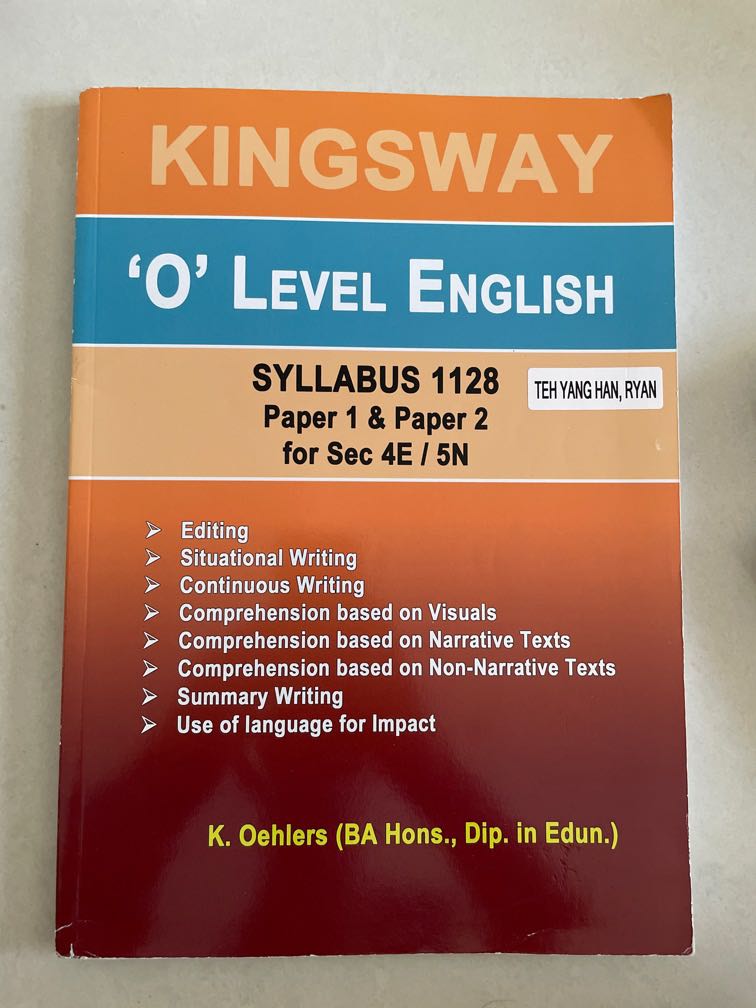 KINGSWAY
‘O’ LEVEL ENGLISH
SYLLABUS 1128
TEH YANG HAN, RYAN
Paper 1 & Paper 2
for Sec 4E / 5N
➢ Editing
➢ Situational Writing
➢ Continuous Writing
➢ Comprehension based on Visuals
➢ Comprehension based on Narrative Texts
➢ Comprehension based on Non-Narrative Texts
➢ Summary Writing
➢ Use of language for Impact
K. Oehlers (BA Hons., Dip. in Edun.)